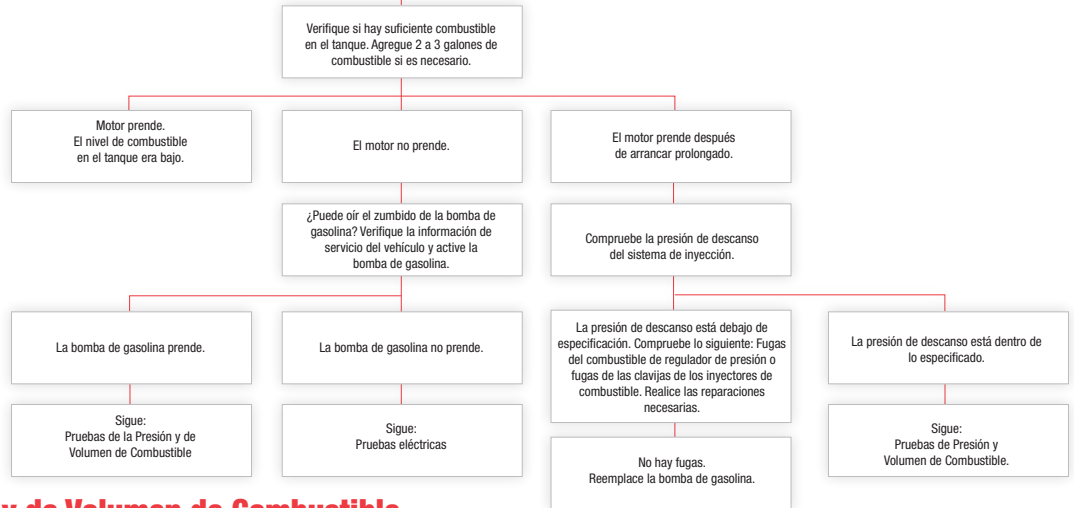 Verifique si hay suficiente combustible
en el tanque. Agregue 2 a 3 galones de
combustible si es necesario.
Motor prende.
El nivel de combustible
en el tanque era bajo.
El motor no prende.
El motor prende después
de arrancar prolongado.
¿Puede oír el zumbido de la bomba de
gasolina? Verifique la información de
servicio del vehículo y active la
bomba de gasolina.
Compruebe la presión de descanso
del sistema de inyección.
La bomba de gasolina prende.
La bomba de gasolina no prende.
La presión de descanso está debajo de
especificación. Compruebe lo siguiente: Fugas
del combustible de regulador de presión o
fugas de las clavijas de los inyectores de
combustible. Realice las reparaciones
necesarias.
La presión de descanso está dentro de
lo especificado.
Sigue:
Pruebas de la Presión y de
Volumen de Combustible
Sigue:
Pruebas eléctricas
No hay fugas.
Reemplace la bomba de gasolina.
Sigue:
Pruebas de Presión y
Volumen de Combustible.
y de Volumen de Combustible